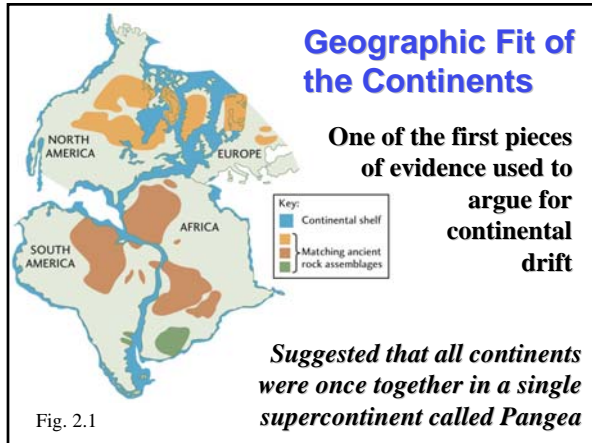 Geographic Fit of
the Continents
One of the first pieces
of evidence used to
argue for
continental
drift
NORTH
AMERICA
EUROPE
AFRICA
SOUTH
AMERICA
Key:
Continental shelf
Matching ancient
rock assemblages
Suggested that all continents
were once together in a single
supercontinent called Pangea
Fig. 2.1